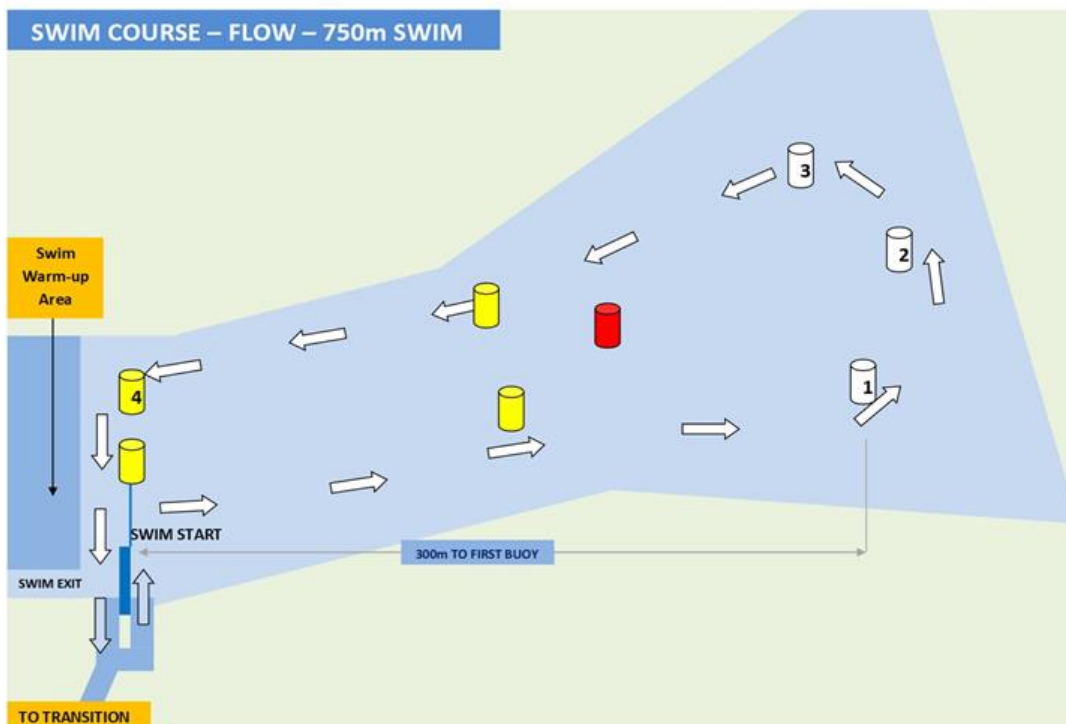 SWIM COURSE – FLOW – 750m SWIM
3
2
Swim
Warm-up
Area
1
4
SWIM START
300m TO FIRST BUOY
SWIM EXIT
TO TRANSITION